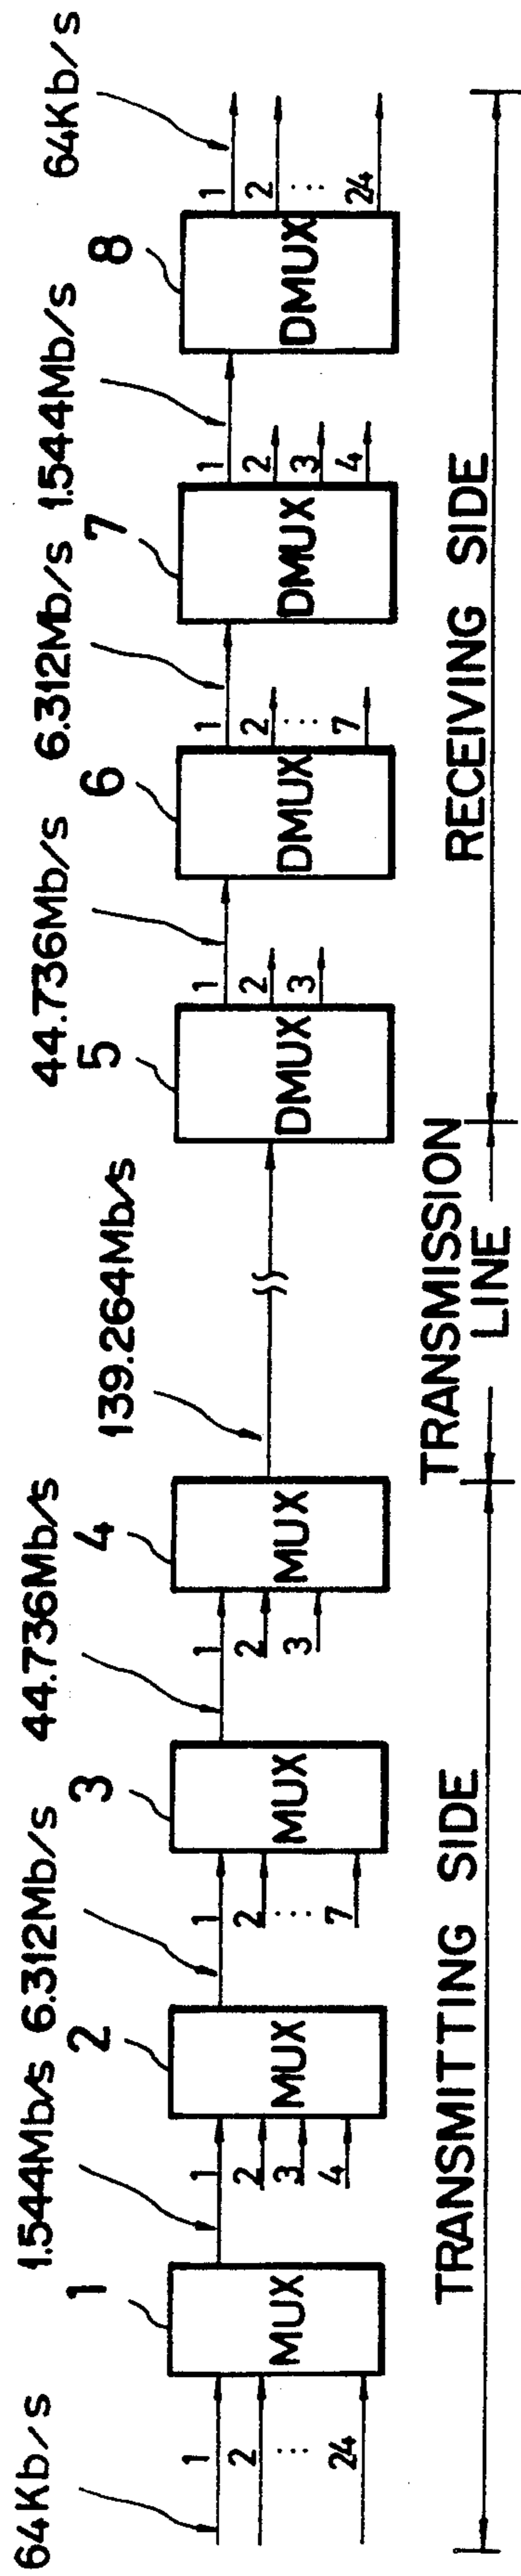 64Kb/s
1
2
⋮
24
1
MUX
1.544Mb/s
1
2
3
4
2
MUX
6.312Mb/s
1
2
⋮
7
3
MUX
44.736Mb/s
1
2
3
4
MUX
139.264Mb/s
5
DMUX
1
2
3
44.736Mb/s
6
DMUX
1
2
⋮
7
6.312Mb/s
7
DMUX
1
2
3
4
1.544Mb/s
8
DMUX
1
2
⋮
24
64Kb/s
TRANSMITTING SIDE
TRANSMISSION
LINE
RECEIVING SIDE